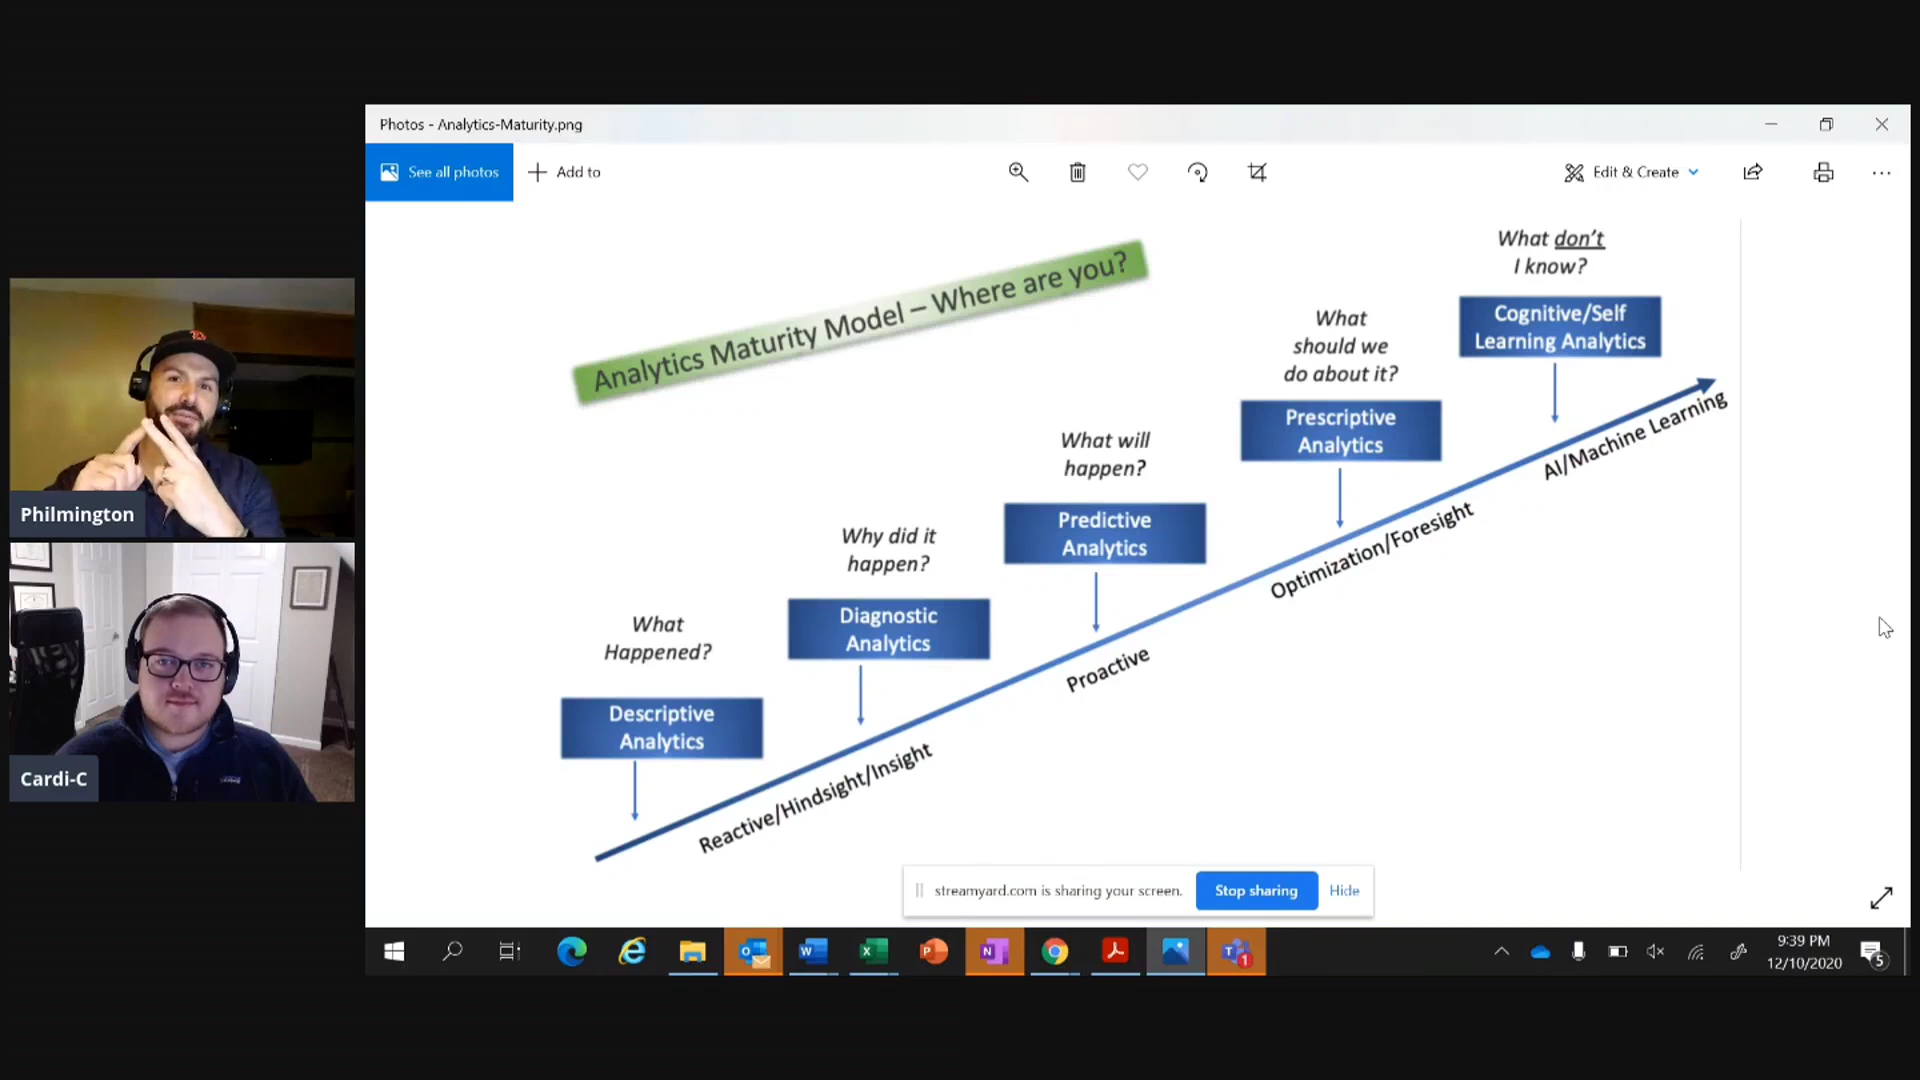 Photos - Analytics-Maturity.png
See all photos
Add to
Edit & Create
Analytics Maturity Model – Where are you?
What don't
I know?
Cognitive/Self
Learning Analytics
What
should we
do about it?
Prescriptive
Analytics
What will
happen?
Predictive
Analytics
Why did it
happen?
Diagnostic
Analytics
What
Happened?
Descriptive
Analytics
Reactive/Hindsight/Insight
Proactive
Optimization/Foresight
AI/Machine Learning
Philmington
Cardi-C
streamyard.com is sharing your screen.
Stop sharing
Hide
9:39 PM
12/10/2020
5
1